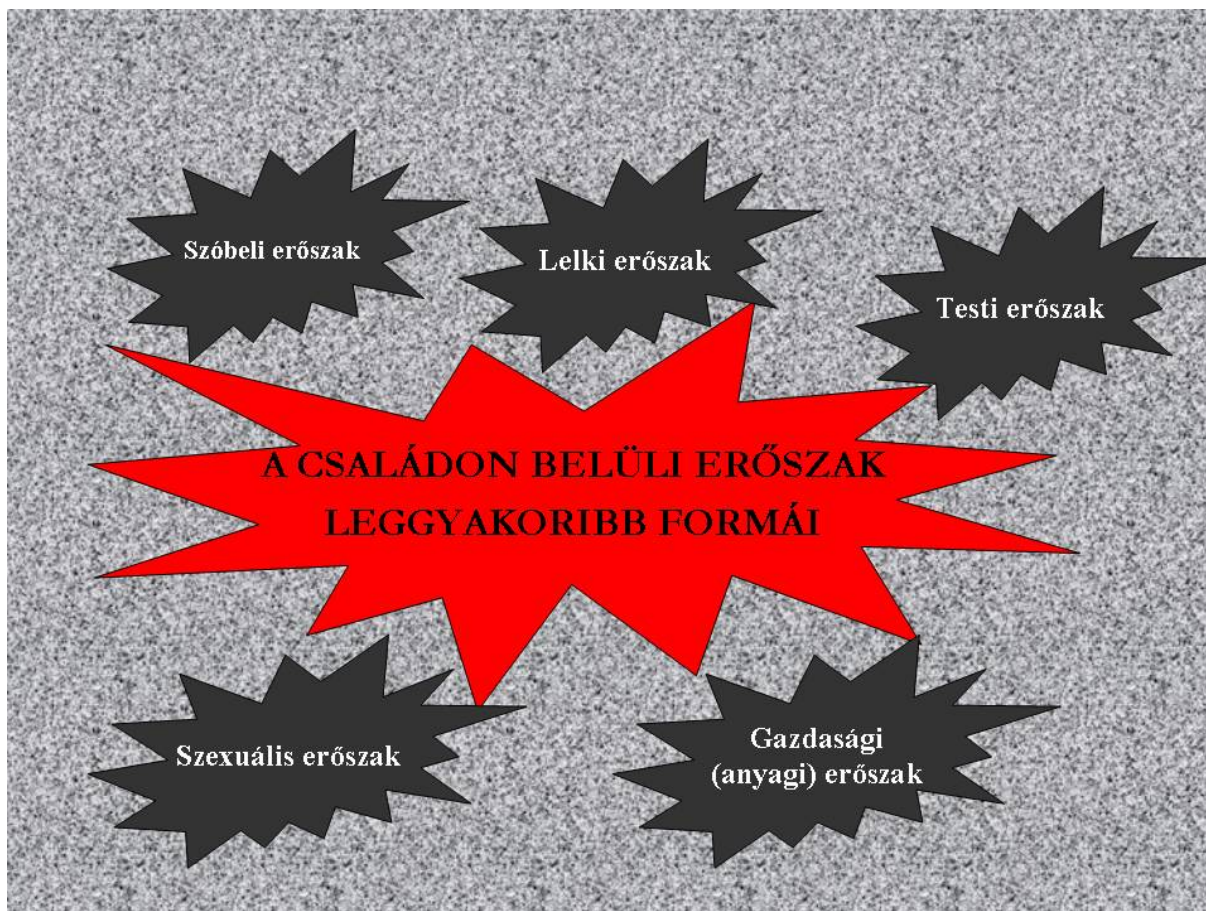 Szóbeli erőszak
Lelki erőszak
Testi erőszak
A CSALÁDON BELÜLI ERŐSZAK
LEGGYAKORIBB FORMÁI
Szexuális erőszak
Gazdasági
(anyagi) erőszak